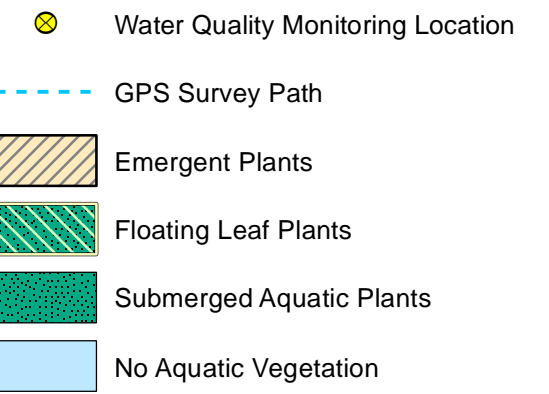 Water Quality Monitoring Location
GPS Survey Path
Emergent Plants
Floating Leaf Plants
Submerged Aquatic Plants
No Aquatic Vegetation